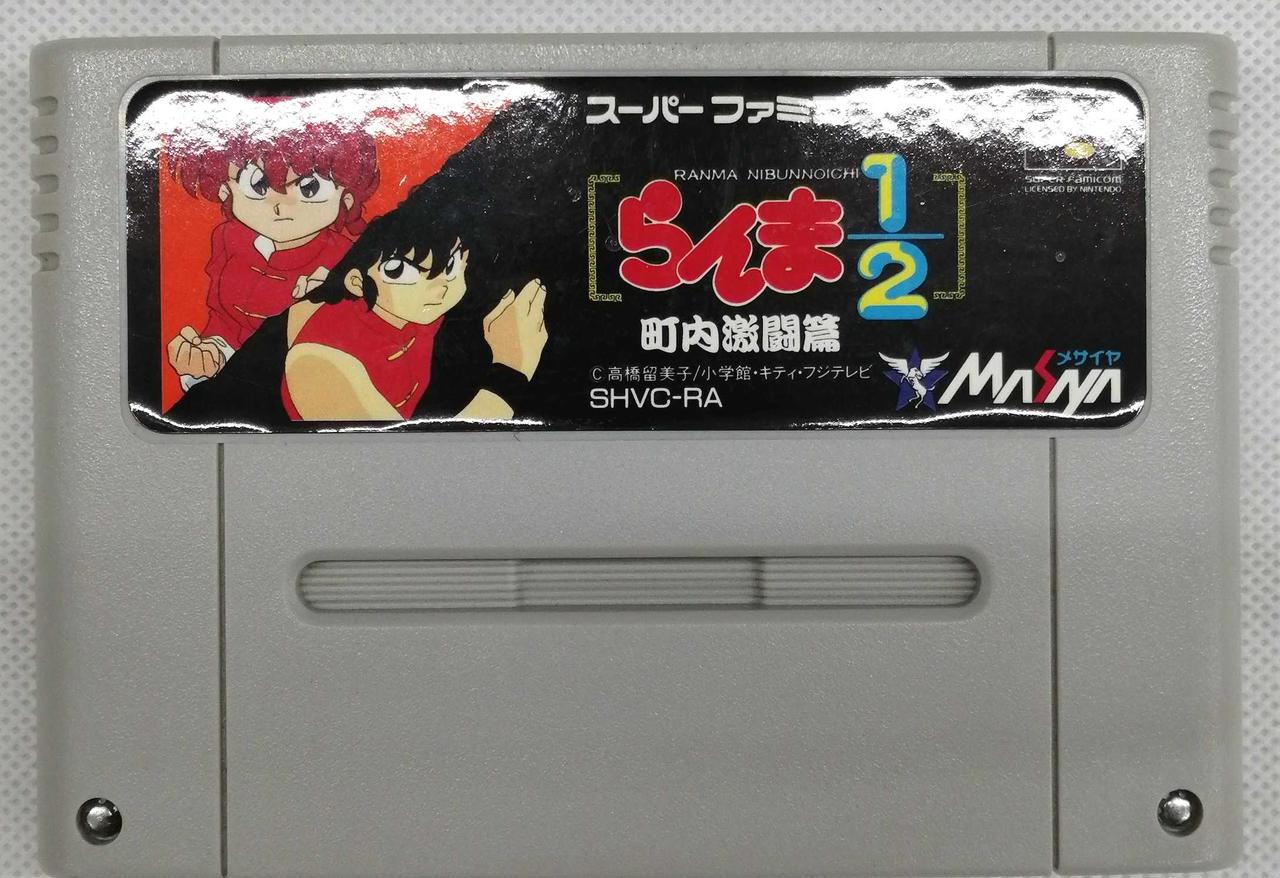 スーパーファミ
SUPER Famicom
LICENSED BY NINTENDO
RANMA NIBUNNOICHI
らんま1/2
町内激闘篇
メサイヤ
MASAYA
©高橋留美子/小学館・キティ・フジテレビ
SHVC-RA